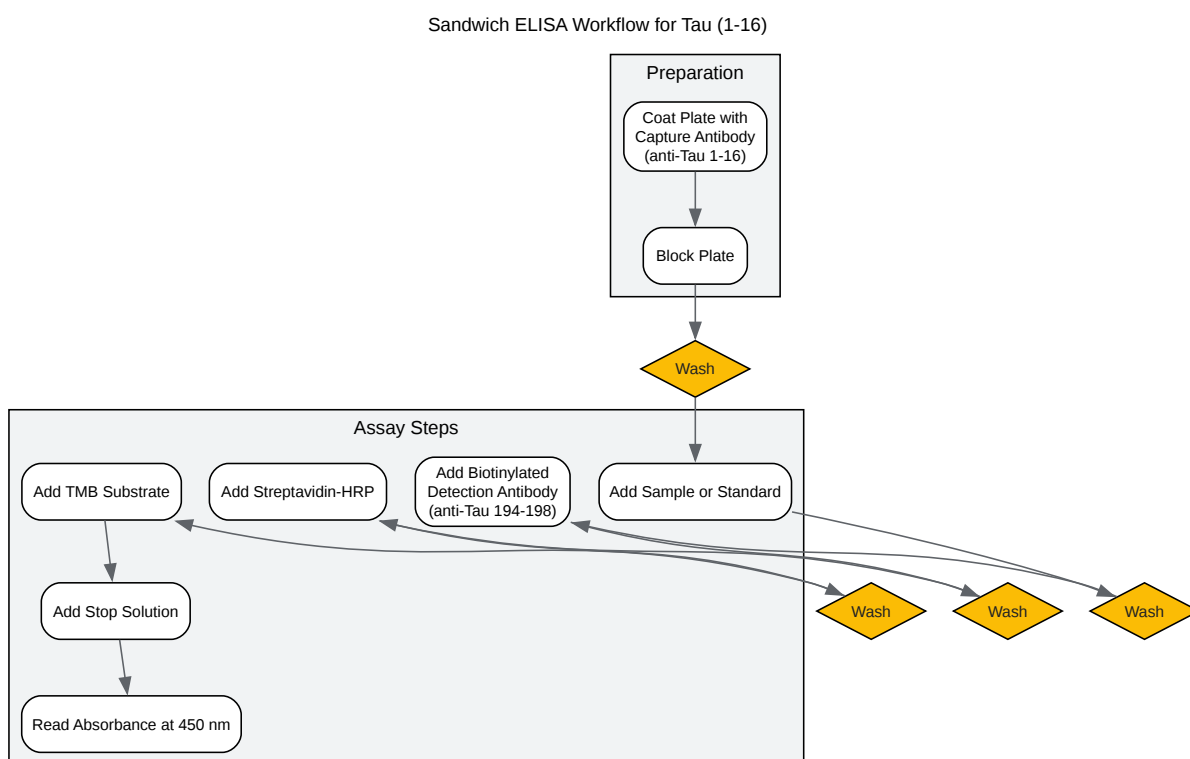 Sandwich ELISA Workflow for Tau (1-16)
Preparation
Coat Plate with
Capture Antibody
(anti-Tau 1-16)
Block Plate
Wash
Assay Steps
Add TMB Substrate
Add Streptavidin-HRP
Add Biotinylated
Detection Antibody
(anti-Tau 194-198)
Add Sample or Standard
Add Stop Solution
Wash
Wash
Wash
Read Absorbance at 450 nm